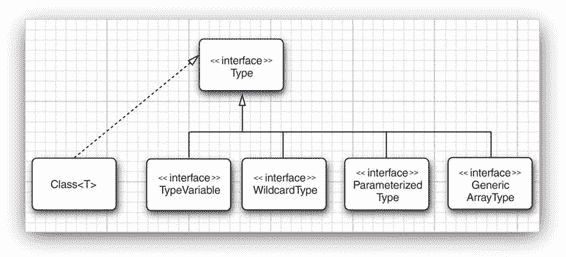 << interface >>
Type
Class<T>
<< interface >>
TypeVariable
<< interface >>
WildcardType
<< interface >>
Parameterized
Type
<< interface >>
Generic
ArrayType